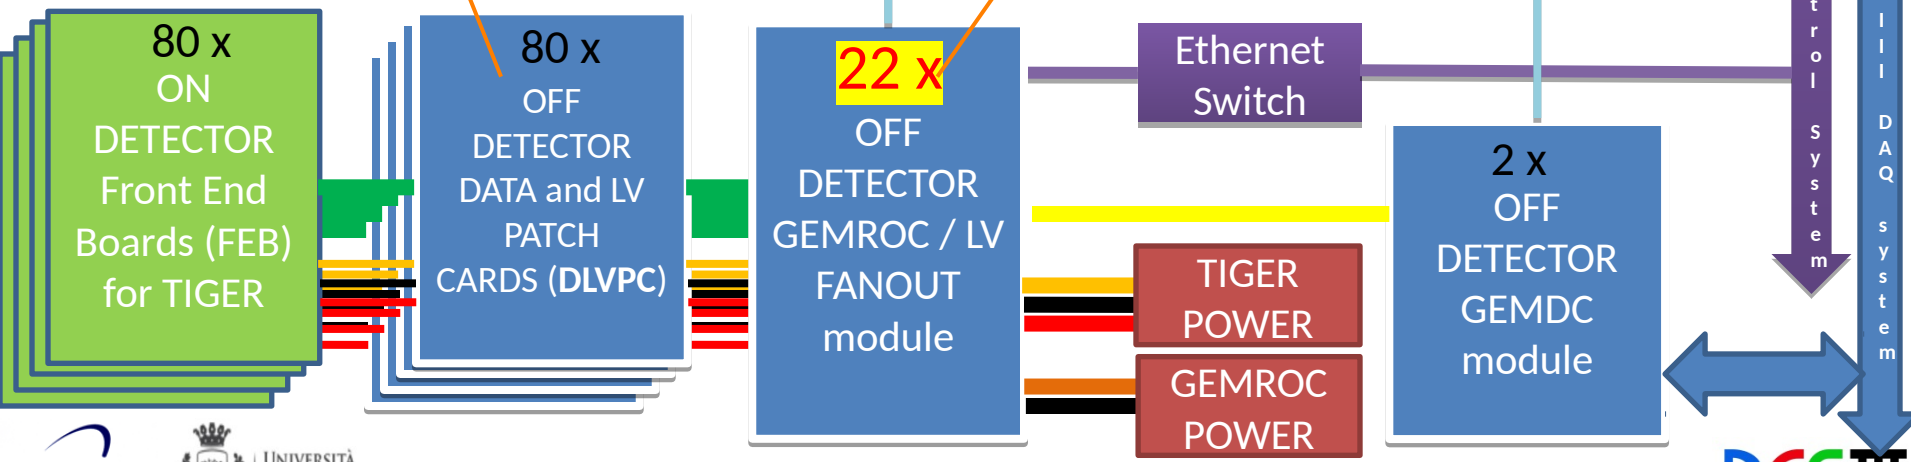 80 x
ON
DETECTOR
Front End
Boards (FEB)
for TIGER
80 x
OFF
DETECTOR
DATA and LV
PATCH
CARDS (DLVPC)
22 x
OFF
DETECTOR
GEMROC / LV
FANOUT
module
Ethernet
Switch
TIGER
POWER
GEMROC
POWER
2 x
OFF
DETECTOR
GEMDC
module
trol System
III DAQ system
UNIVERSITÀ